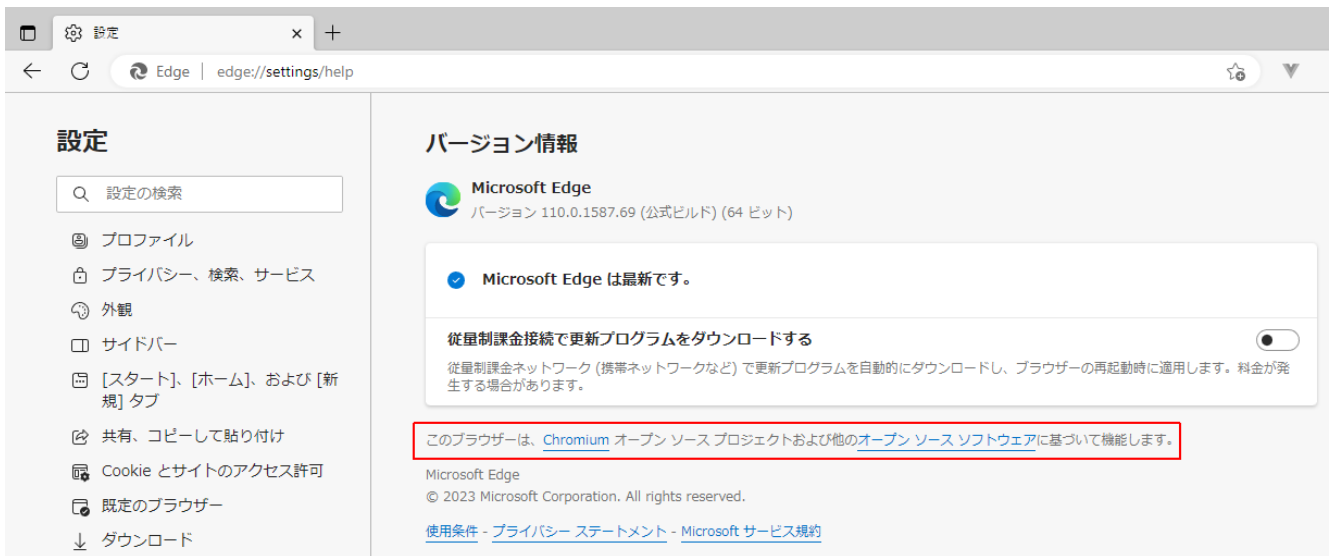 設定
Edge | edge://settings/help
設定
設定の検索
プロファイル
プライバシー、検索、サービス
外観
サイドバー
[スタート]、[ホーム]、および [新
規] タブ
共有、コピーして貼り付け
Cookie とサイトのアクセス許可
既定のブラウザー
ダウンロード
バージョン情報
Microsoft Edge
バージョン 110.0.1587.69 (公式ビルド) (64 ビット)
Microsoft Edge は最新です。
従量制課金接続で更新プログラムをダウンロードする
従量制課金ネットワーク (携帯ネットワークなど) で更新プログラムを自動的にダウンロードし、ブラウザーの再起動時に適用します。料金が発
生する場合があります。
このブラウザーは、Chromium オープン ソース プロジェクトおよび他のオープン ソース ソフトウェアに基づいて機能します。
Microsoft Edge
© 2023 Microsoft Corporation. All rights reserved.
使用条件 - プライバシー ステートメント - Microsoft サービス規約